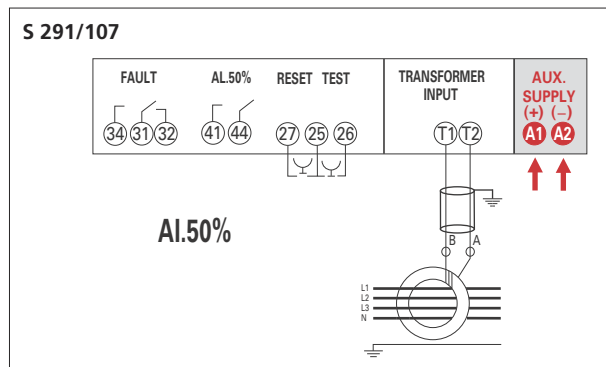 S 291/107
FAULT AL.50% RESET TEST TRANSFORMER INPUT AUX. SUPPLY
(+) (–)
34 31 32 41 44 27 25 26 T1 T2 A1 A2
Al.50%
B A
L1
L2
L3
N